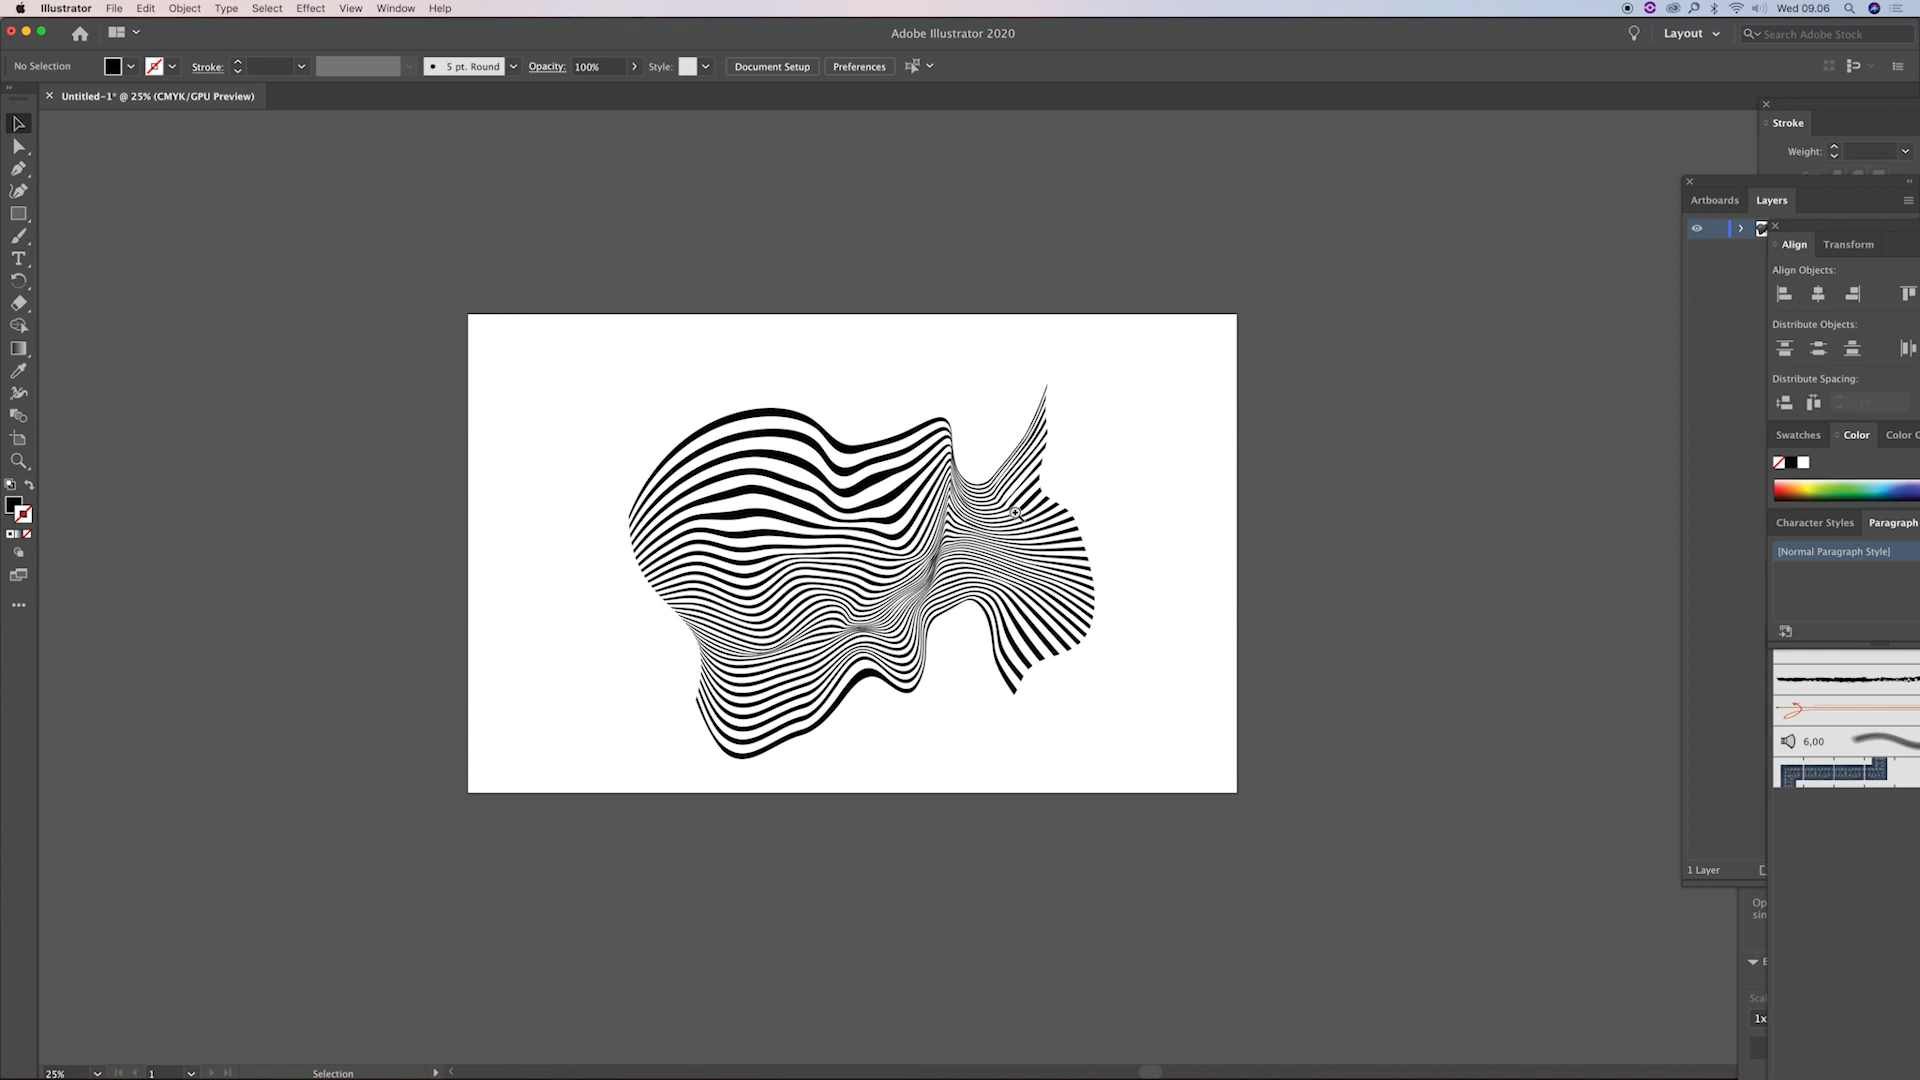 Illustrator File Edit Object Type Select Effect View Window Help
Wed 09.06
Adobe Illustrator 2020
Layout
Search Adobe Stock
No Selection
Stroke:
5 pt. Round
Opacity: 100%
Style:
Document Setup
Preferences
Untitled-1* @ 25% (CMYK/GPU Preview)
Stroke
Weight:
Artboards Layers
Align Transform
Align Objects:
Distribute Objects:
Distribute Spacing:
Swatches Color Color C
Character Styles Paragraph
[Normal Paragraph Style]
6,00
1 Layer
Op
sin
E
Scal
1x
25%
1
Selection